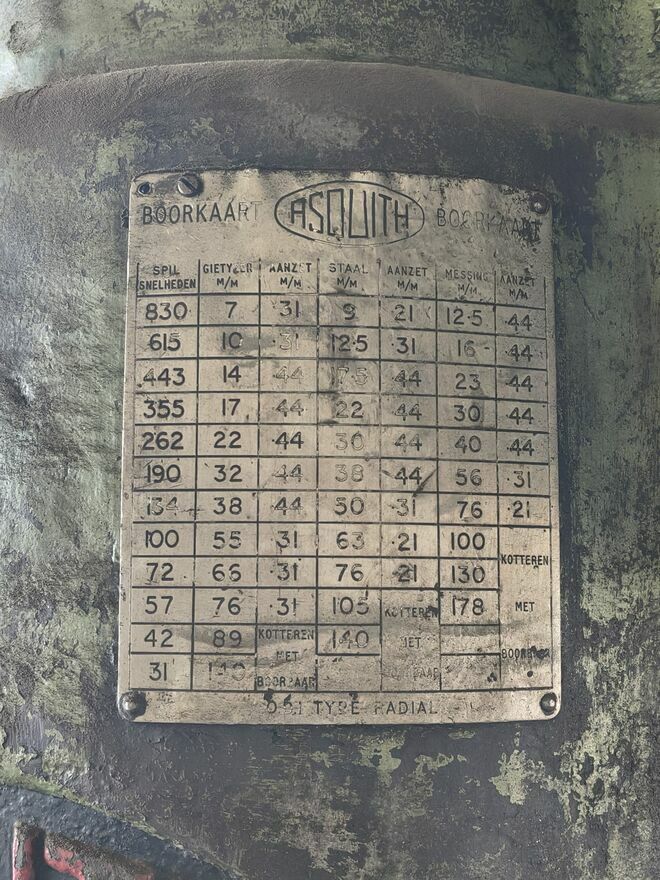 BOORKAART ASQUITH BOORKAART
SPIL SNELHEDEN GIETYZER M/M AANZET M/M STAAL M/M AANZET M/M MESSING M/M AANZET M/M
830 7 ·31 9 ·21 12·5 ·44
615 10 ·31 12·5 ·31 16 ·44
443 14 ·44 17·5 ·44 23 ·44
355 17 ·44 22 ·44 30 ·44
262 22 ·44 30 ·44 40 ·44
190 32 ·44 38 ·44 56 ·31
134 38 ·44 50 ·31 76 ·21
100 55 ·31 63 ·21 100 KOTTEREN
72 66 ·31 76 ·21 130
57 76 ·31 105 KOTTEREN 178 MET
42 89 KOTTEREN MET 140 MET BOORBAAR
31 140 BOORBAAR BOORBAAR
TYPE RADIAL